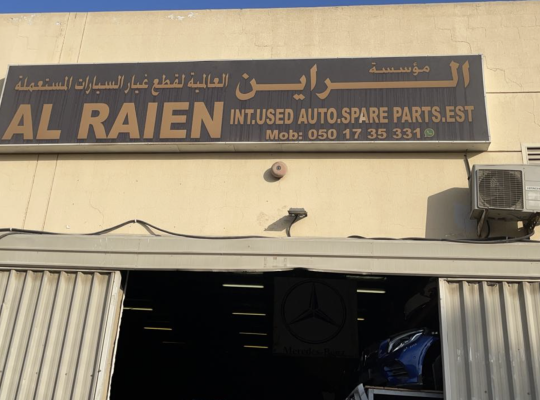 مؤسسة
الراين العالمية لقطع غيار السيارات المستعملة
AL RAIEN INT.USED AUTO.SPARE PARTS.EST
Mob: 050 17 35 331